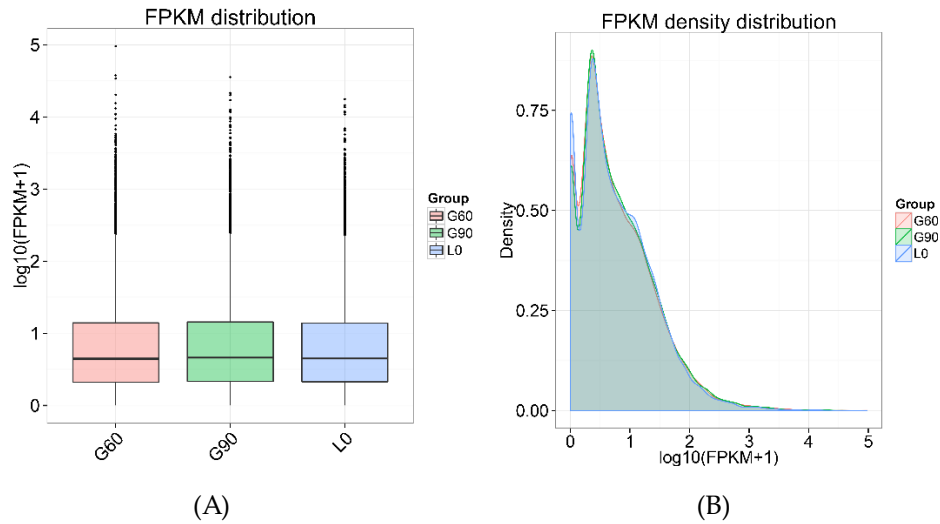 FPKM distribution
5
4
3
2
1
0
log10(FPKM+1)
G60
G90
L0
Group
G60
G90
L0
(A)
FPKM density distribution
0.75
0.50
0.25
0.00
Density
0 1 2 3 4 5
log10(FPKM+1)
Group
G60
G90
L0
(B)